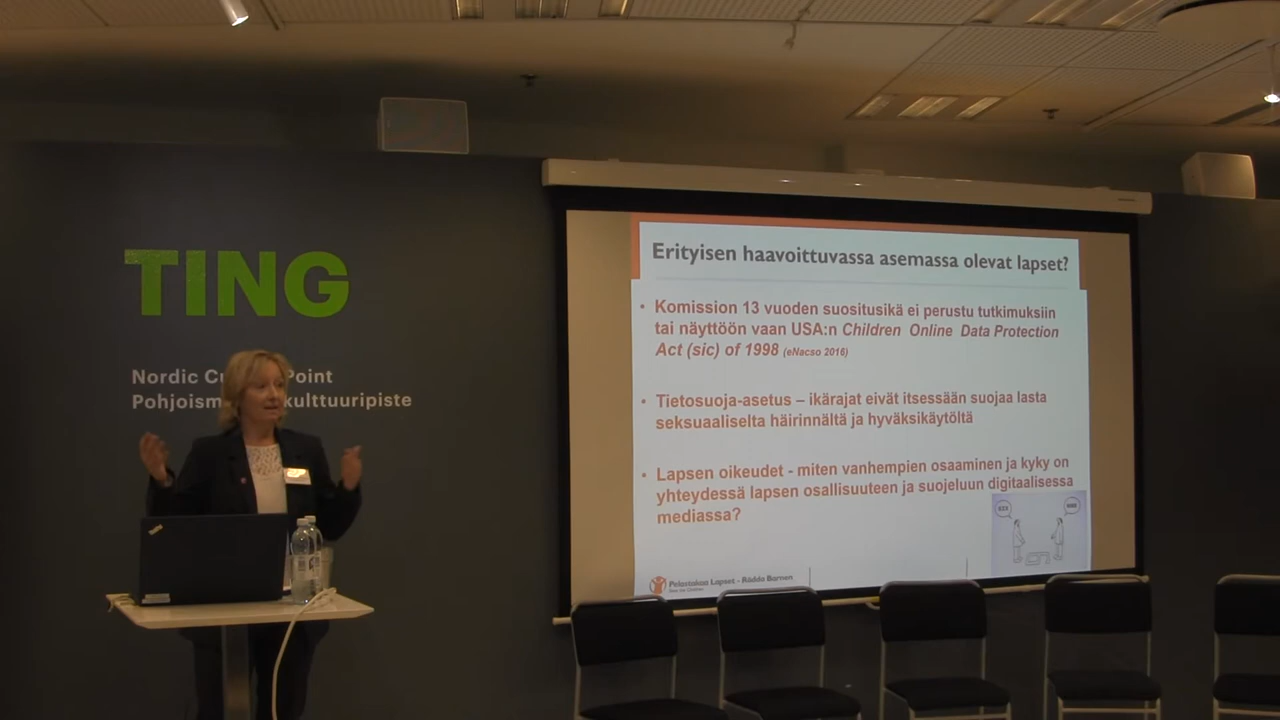 TING
Nordic Cu Point
Pohjoism kulttuuripiste
Erityisen haavoittuvassa asemassa olevat lapset?
• Komission 13 vuoden suositusikä ei perustu tutkimuksiin
tai näyttöön vaan USA:n Children Online Data Protection
Act (sic) of 1998 (eNacso 2016)
• Tietosuoja-asetus – ikärajat eivät itsessään suojaa lasta
seksuaaliselta häirinnältä ja hyväksikäytöltä
• Lapsen oikeudet - miten vanhempien osaaminen ja kyky on
yhteydessä lapsen osallisuuteen ja suojeluun digitaalisessa
mediassa?
Pelastakaa Lapset - Rädda Barnen